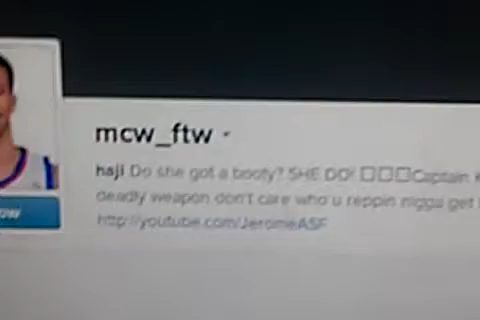 mcw_ftw
haji Do she got a booty? SHE DO! □□□Captain K
deadly weapon don't care who u reppin nigga get
http://youtube.com/JeromeASF
ow